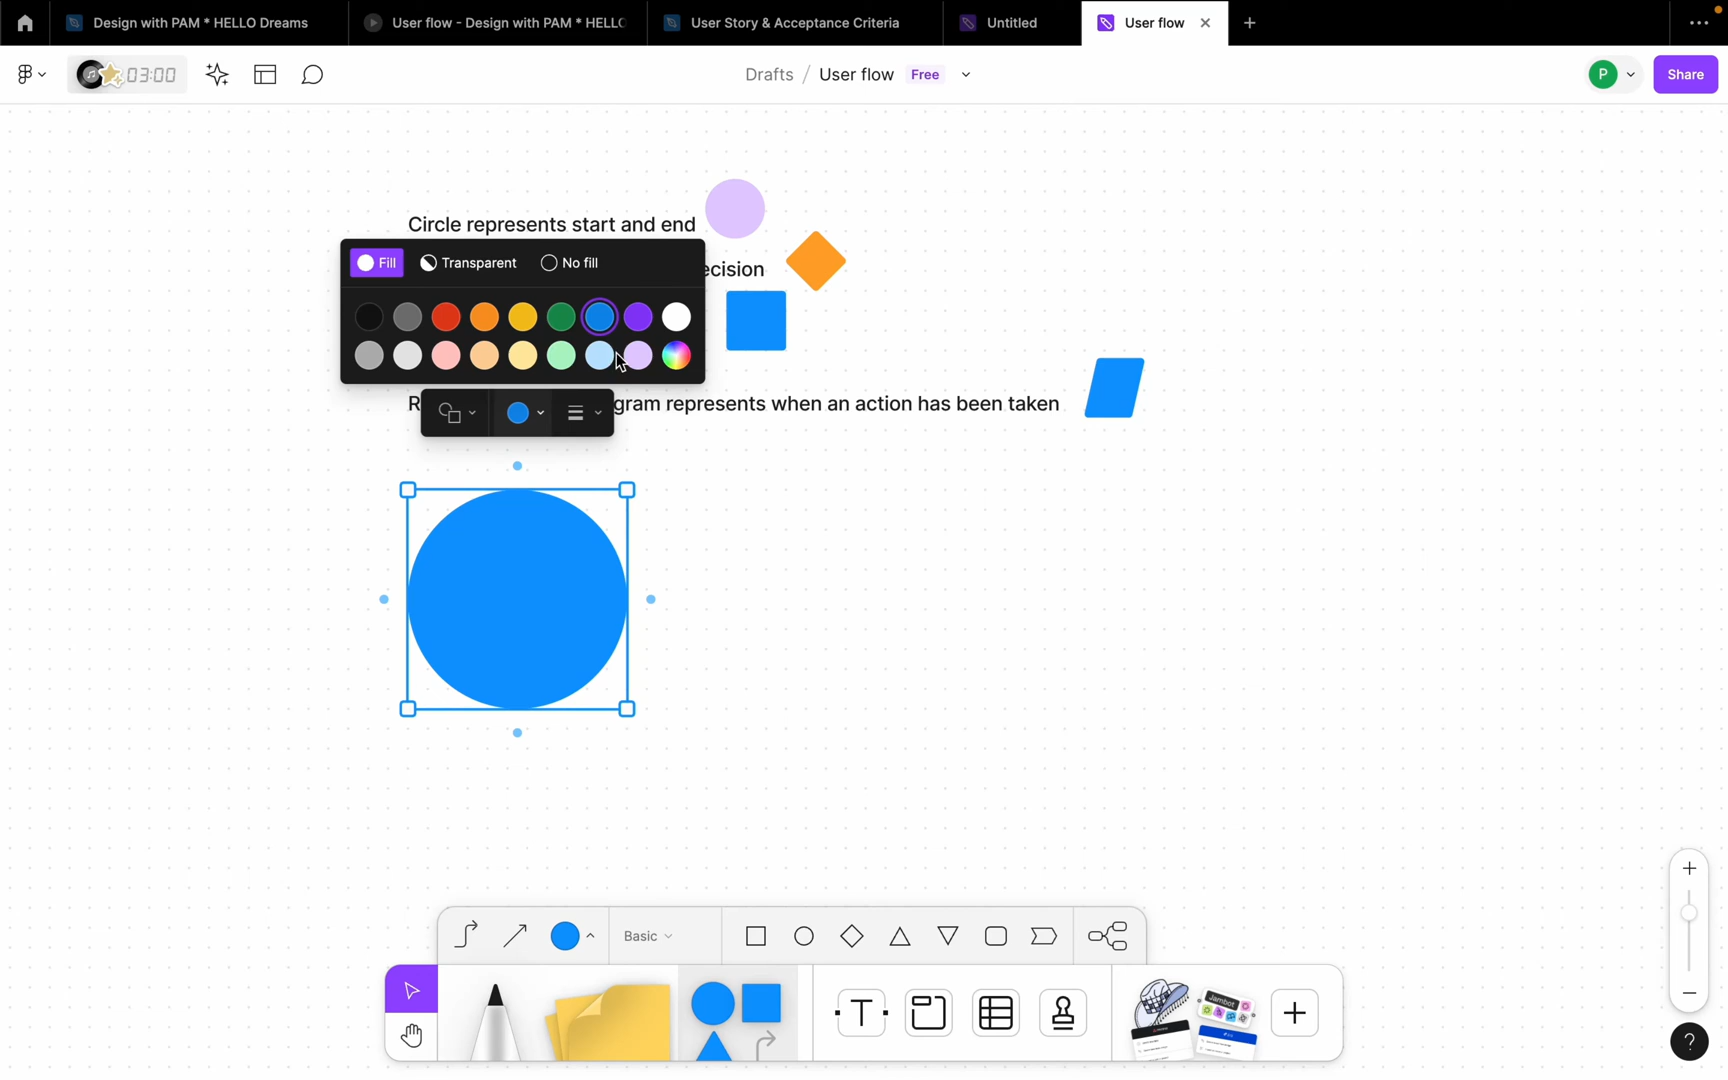 Design with PAM * HELLO Dreams
User flow - Design with PAM * HELLO
User Story & Acceptance Criteria
Untitled
User flow
03:00
Drafts / User flow Free
P
Share
Circle represents start and end
Fill
Transparent
No fill
ecision
R
gram represents when an action has been taken
Basic
T
Jambot
?